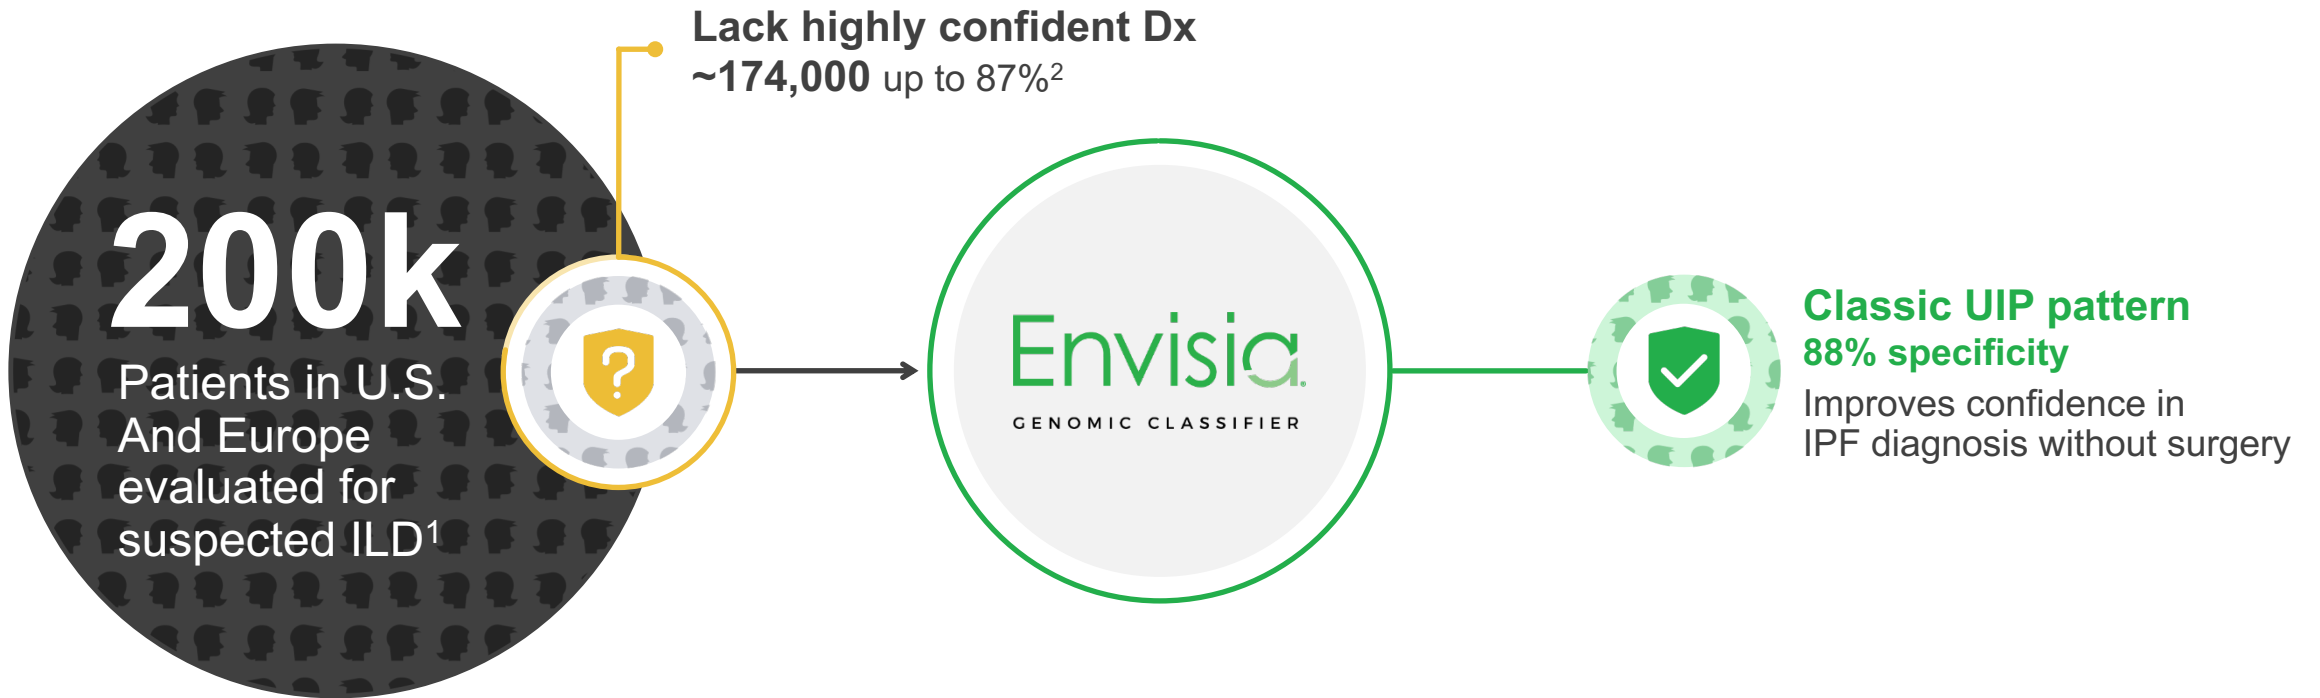 Lack highly confident Dx
~174,000 up to 87%²
200k
Patients in U.S.
And Europe
evaluated for
suspected ILD¹
?
Envisia®
GENOMIC CLASSIFIER
Classic UIP pattern
88% specificity
Improves confidence in
IPF diagnosis without surgery